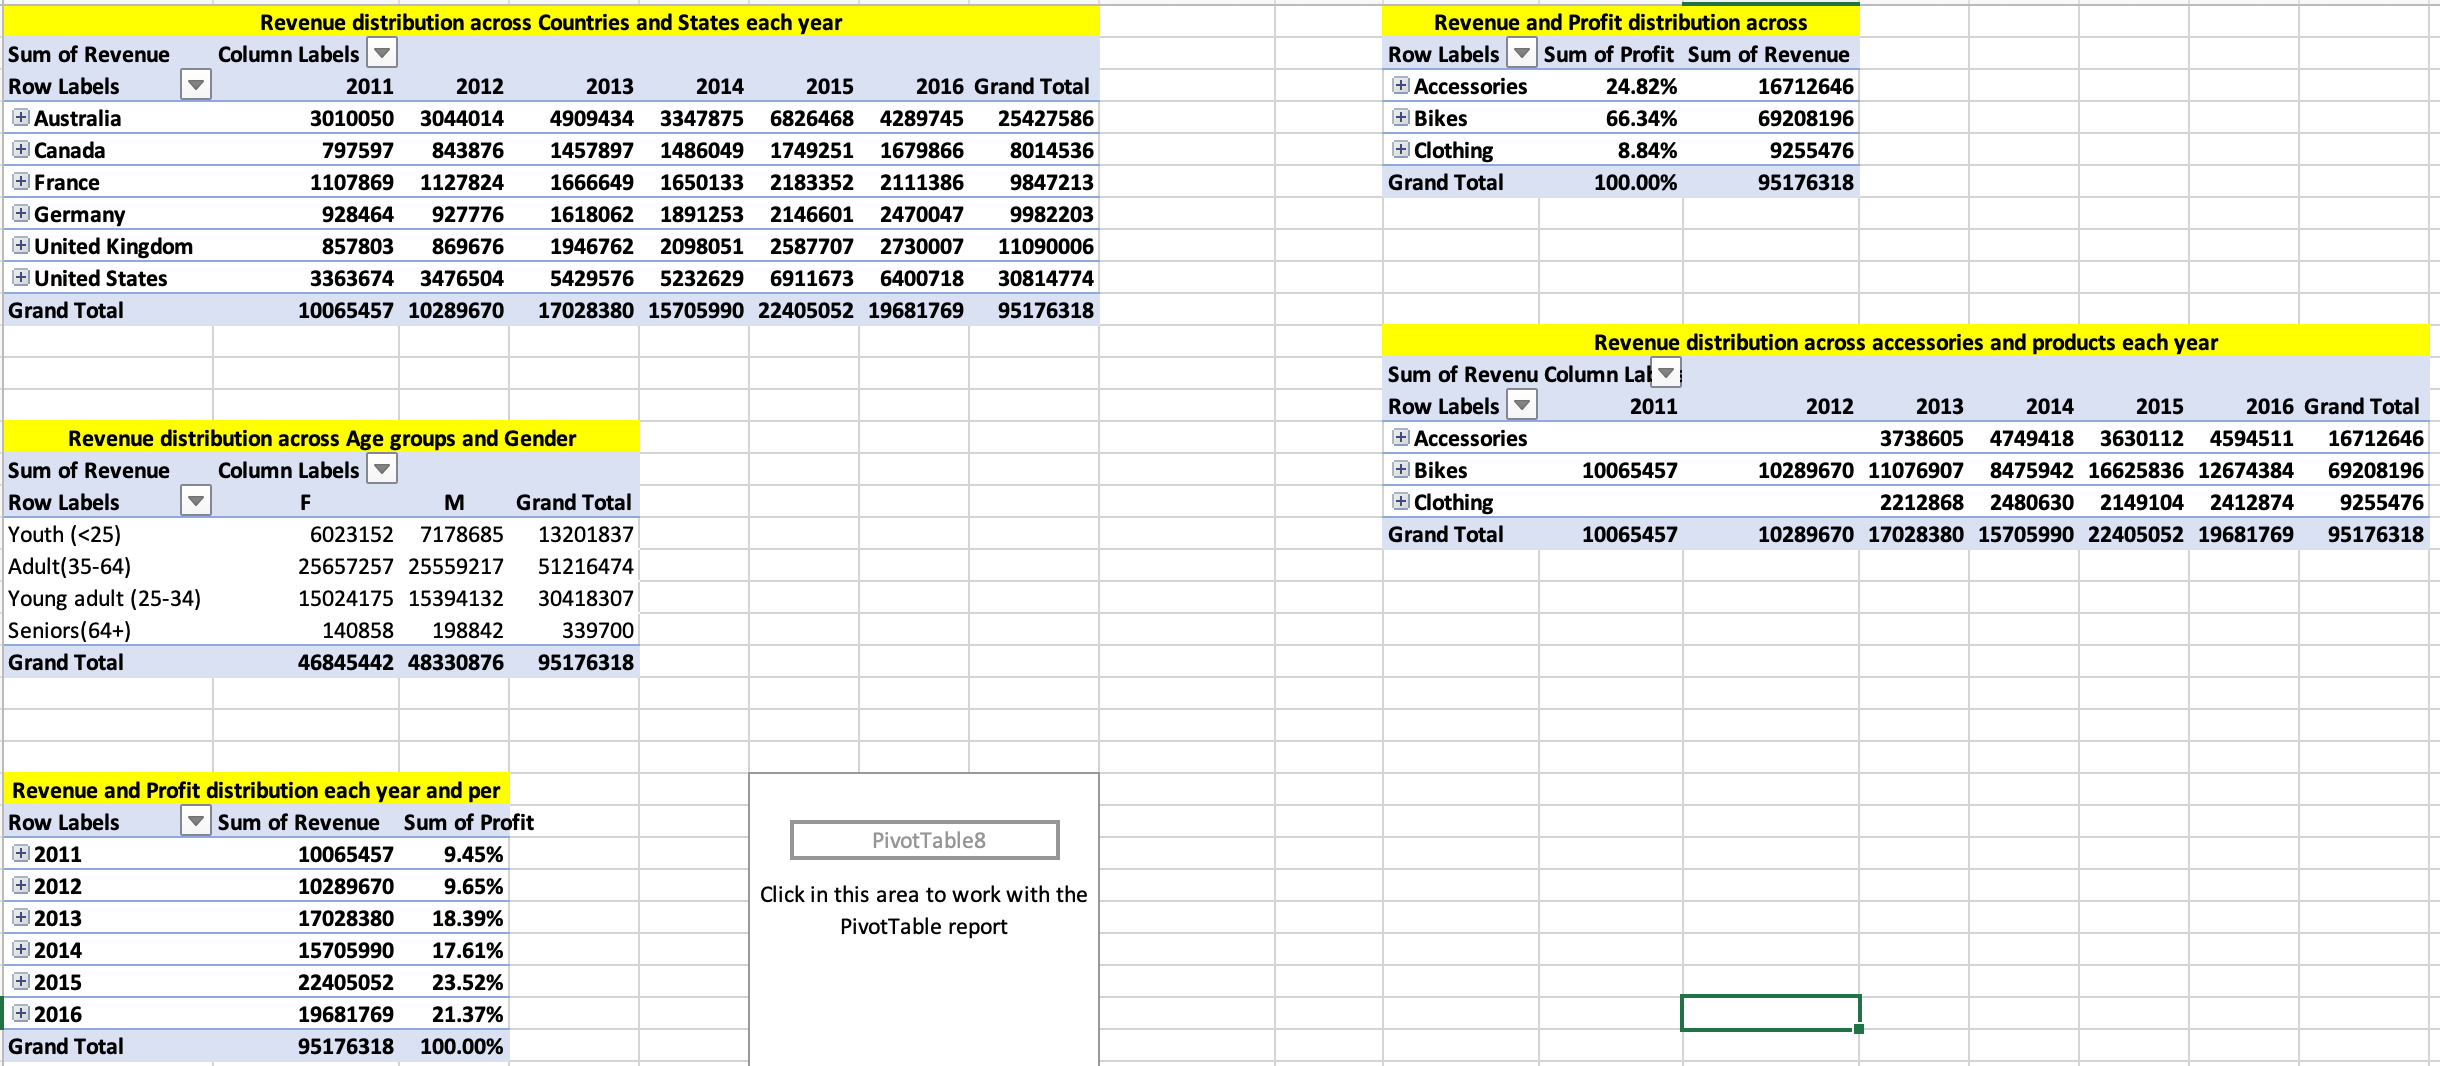 Revenue distribution across Countries and States each year
Sum of Revenue Column Labels
Row Labels 2011 2012 2013 2014 2015 2016 Grand Total
Australia 3010050 3044014 4909434 3347875 6826468 4289745 25427586
Canada 797597 843876 1457897 1486049 1749251 1679866 8014536
France 1107869 1127824 1666649 1650133 2183352 2111386 9847213
Germany 928464 927776 1618062 1891253 2146601 2470047 9982203
United Kingdom 857803 869676 1946762 2098051 2587707 2730007 11090006
United States 3363674 3476504 5429576 5232629 6911673 6400718 30814774
Grand Total 10065457 10289670 17028380 15705990 22405052 19681769 95176318
Revenue distribution across Age groups and Gender
Sum of Revenue Column Labels
Row Labels F M Grand Total
Youth (<25) 6023152 7178685 13201837
Adult(35-64) 25657257 25559217 51216474
Young adult (25-34) 15024175 15394132 30418307
Seniors(64+) 140858 198842 339700
Grand Total 46845442 48330876 95176318
Revenue and Profit distribution each year and per
Row Labels Sum of Revenue Sum of Profit
2011 10065457 9.45%
2012 10289670 9.65%
2013 17028380 18.39%
2014 15705990 17.61%
2015 22405052 23.52%
2016 19681769 21.37%
Grand Total 95176318 100.00%
PivotTable8
Click in this area to work with the
PivotTable report
Revenue and Profit distribution across
Row Labels Sum of Profit Sum of Revenue
Accessories 24.82% 16712646
Bikes 66.34% 69208196
Clothing 8.84% 9255476
Grand Total 100.00% 95176318
Revenue distribution across accessories and products each year
Sum of Revenu Column Lab
Row Labels 2011 2012 2013 2014 2015 2016 Grand Total
Accessories 3738605 4749418 3630112 4594511 16712646
Bikes 10065457 10289670 11076907 8475942 16625836 12674384 69208196
Clothing 2212868 2480630 2149104 2412874 9255476
Grand Total 10065457 10289670 17028380 15705990 22405052 19681769 95176318